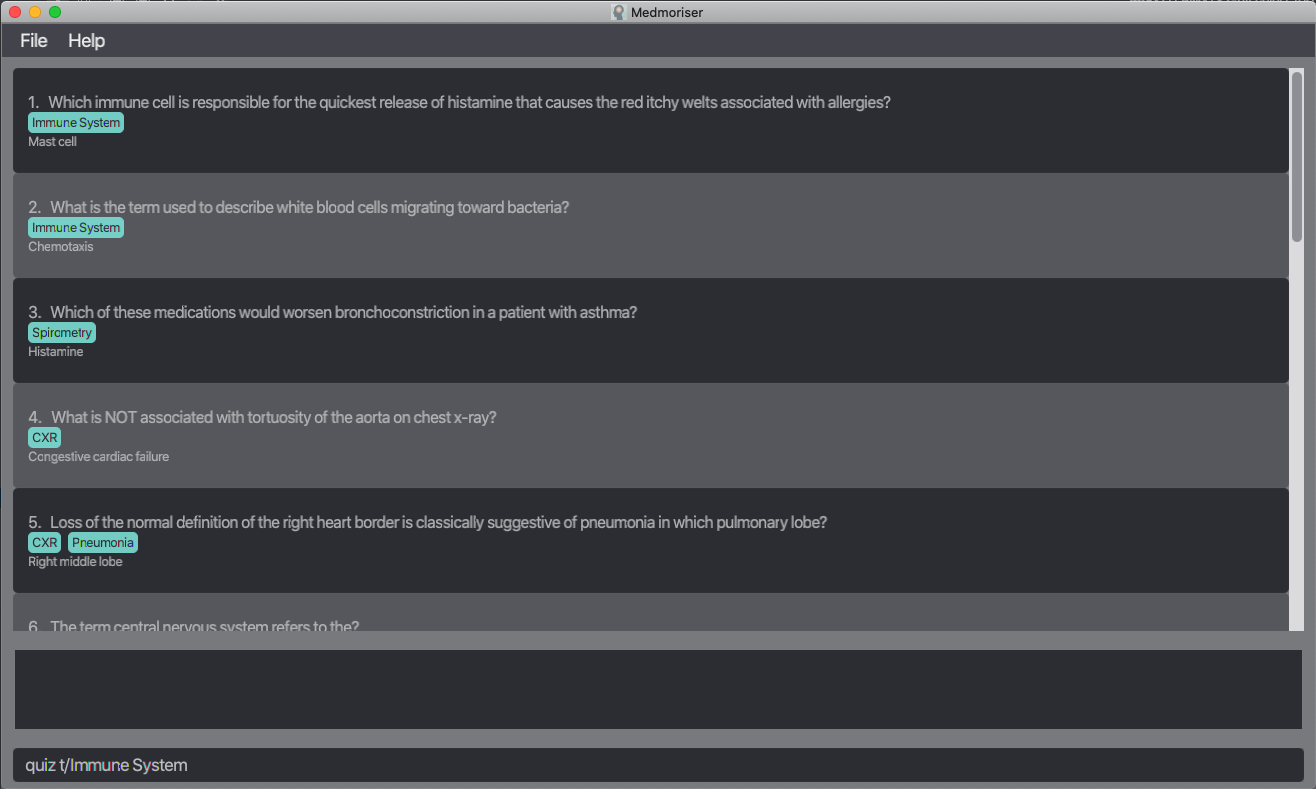 Medmoriser
File Help
1. Which immune cell is responsible for the quickest release of histamine that causes the red itchy welts associated with allergies?
Immune System
Mast cell
2. What is the term used to describe white blood cells migrating toward bacteria?
Immune System
Chemotaxis
3. Which of these medications would worsen bronchoconstriction in a patient with asthma?
Spirometry
Histamine
4. What is NOT associated with tortuosity of the aorta on chest x-ray?
CXR
Congestive cardiac failure
5. Loss of the normal definition of the right heart border is classically suggestive of pneumonia in which pulmonary lobe?
CXR Pneumonia
Right middle lobe
6. The term central nervous system refers to the?
quiz t/Immune System